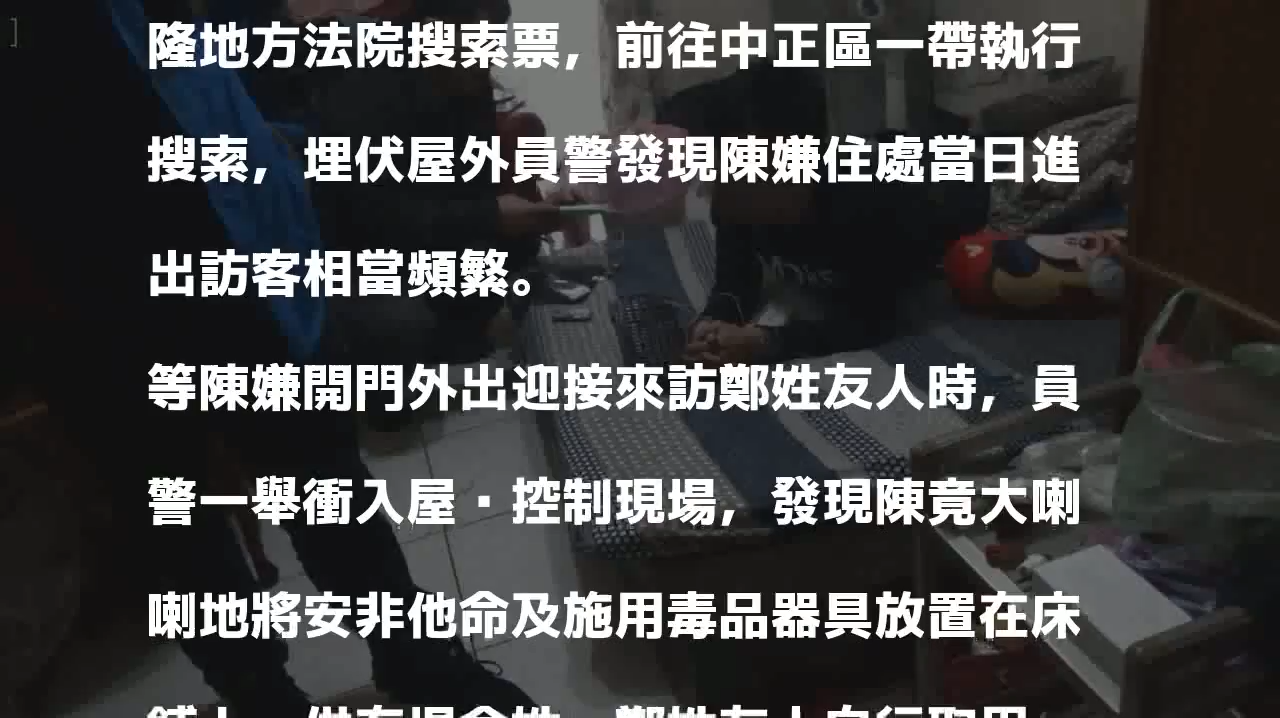 隆地方法院搜索票，前往中正區一帶執行
搜索，埋伏屋外員警發現陳嫌住處當日進
出訪客相當頻繁。
等陳嫌開門外出迎接來訪鄭姓友人時，員
警一舉衝入屋·控制現場，發現陳竟大喇
喇地將安非他命及施用毒品器具放置在床